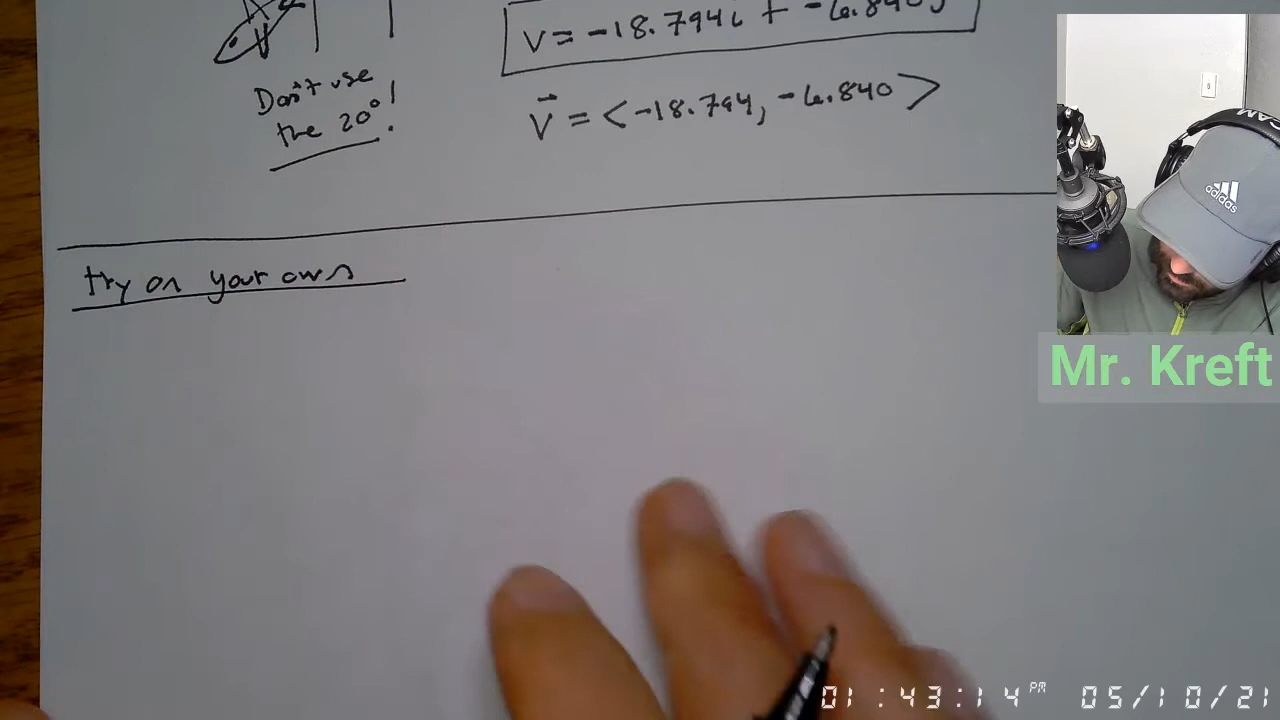 V = -18.794i + -6.840j
Don't use
the 20°!
V = < -18.794, -6.840 >
try on your own
CAM
adidas
Mr. Kreft
01:43:14 PM 05/10/21